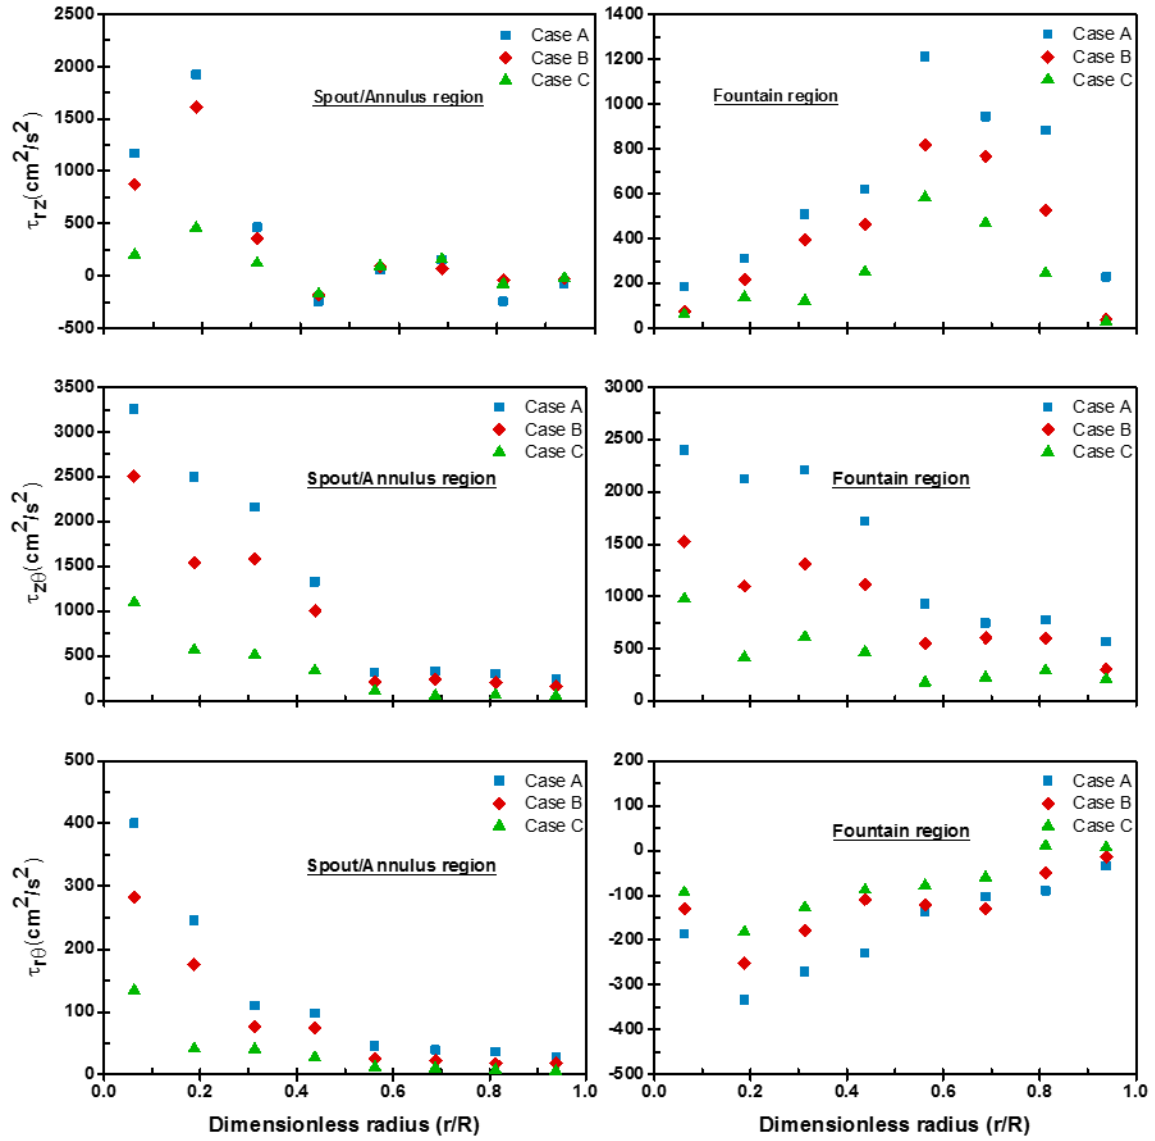 2500
2000
1500
1000
500
0
-500
τrz(cm2/s2)
Case A
Case B
Case C
Spout/Annulus region
1400
1200
1000
800
600
400
200
0
Case A
Case B
Case C
Fountain region
3500
3000
2500
2000
1500
1000
500
0
τzθ(cm2/s2)
Case A
Case B
Case C
Spout/Annulus region
3000
2500
2000
1500
1000
500
0
Case A
Case B
Case C
Fountain region
500
400
300
200
100
0
τrθ(cm2/s2)
Case A
Case B
Case C
Spout/Annulus region
0.0 0.2 0.4 0.6 0.8 1.0
Dimensionless radius (r/R)
200
100
0
-100
-200
-300
-400
-500
Case A
Case B
Case C
Fountain region
0.0 0.2 0.4 0.6 0.8 1.0
Dimensionless radius (r/R)